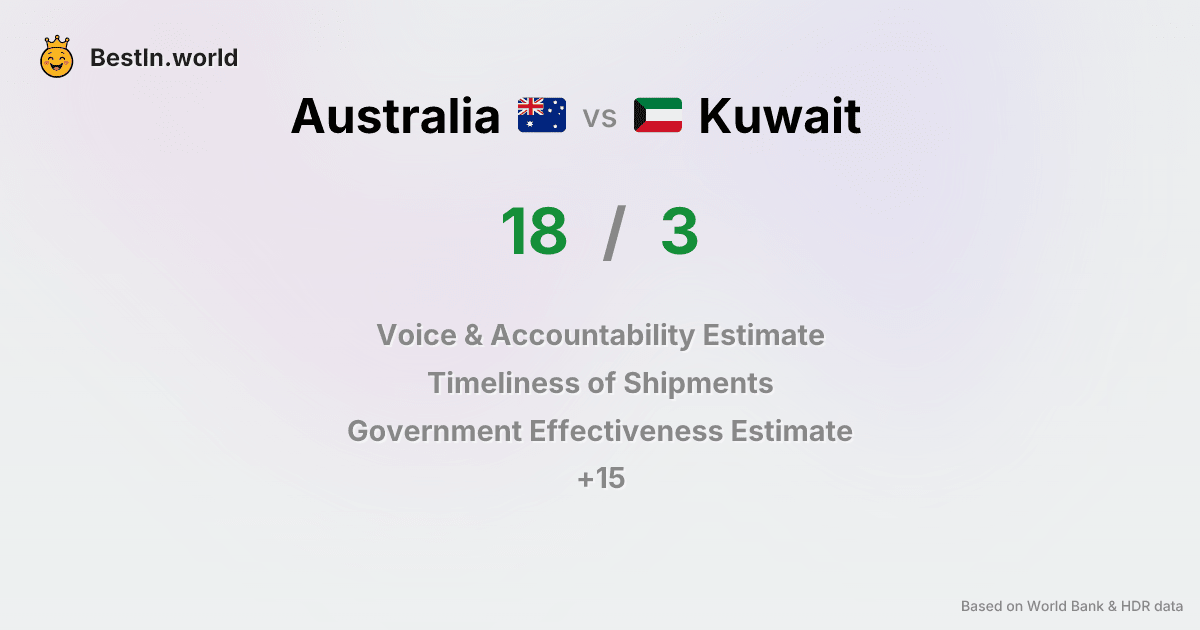 BestIn.world
Australia vs Kuwait
18 / 3
Voice & Accountability Estimate
Timeliness of Shipments
Government Effectiveness Estimate
+15
Based on World Bank & HDR data